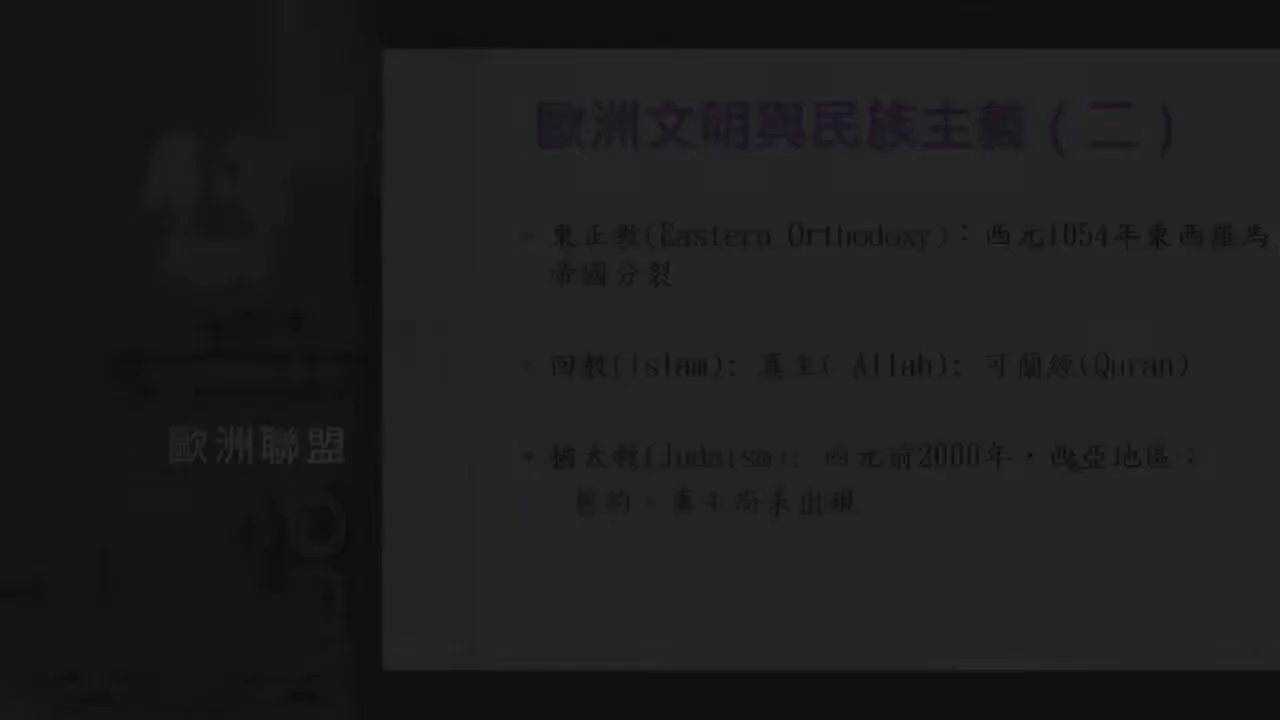 歐洲文明與民族主義(二)
• 東正教(Eastern Orthodoxy):西元1054年東西羅馬
帝國分裂
• 回教(Islam): 真主( Allah); 可蘭經(Quran)
• 猶太教(Judaism): 西元前2000年,西亞地區;
舊約,真主尚未出現
歐洲聯盟